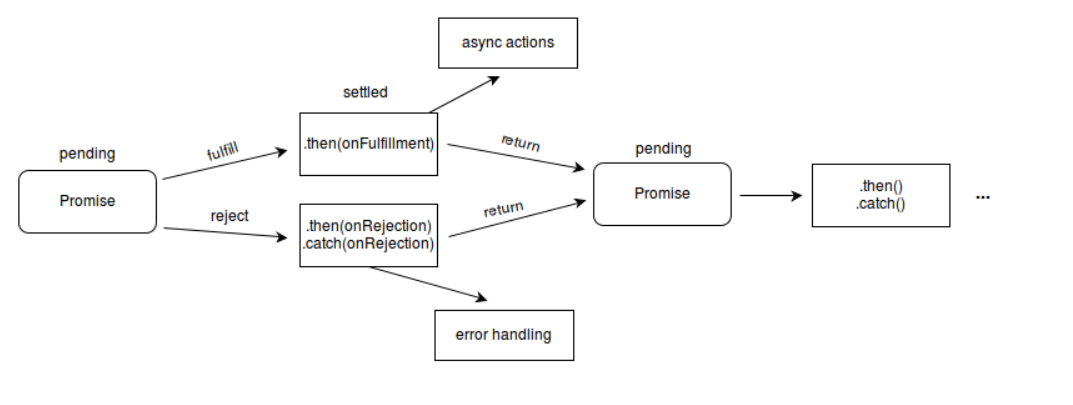 async actions
settled
.then(onFulfillment)
fulfill
return
pending
Promise
pending
Promise
.then()
.catch()
...
reject
.then(onRejection)
.catch(onRejection)
return
error handling